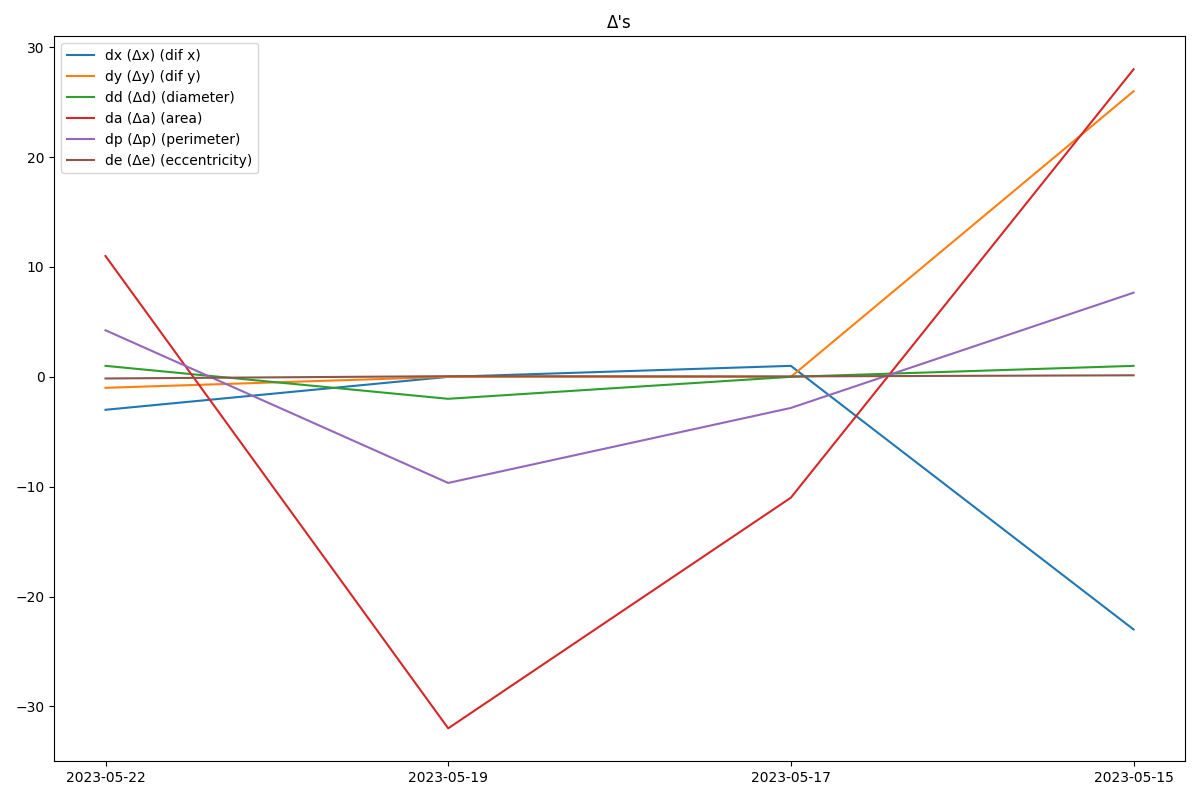 Δ's
dx (Δx) (dif x)
dy (Δy) (dif y)
dd (Δd) (diameter)
da (Δa) (area)
dp (Δp) (perimeter)
de (Δe) (eccentricity)
30
20
10
0
−10
−20
−30
2023-05-22 2023-05-19 2023-05-17 2023-05-15